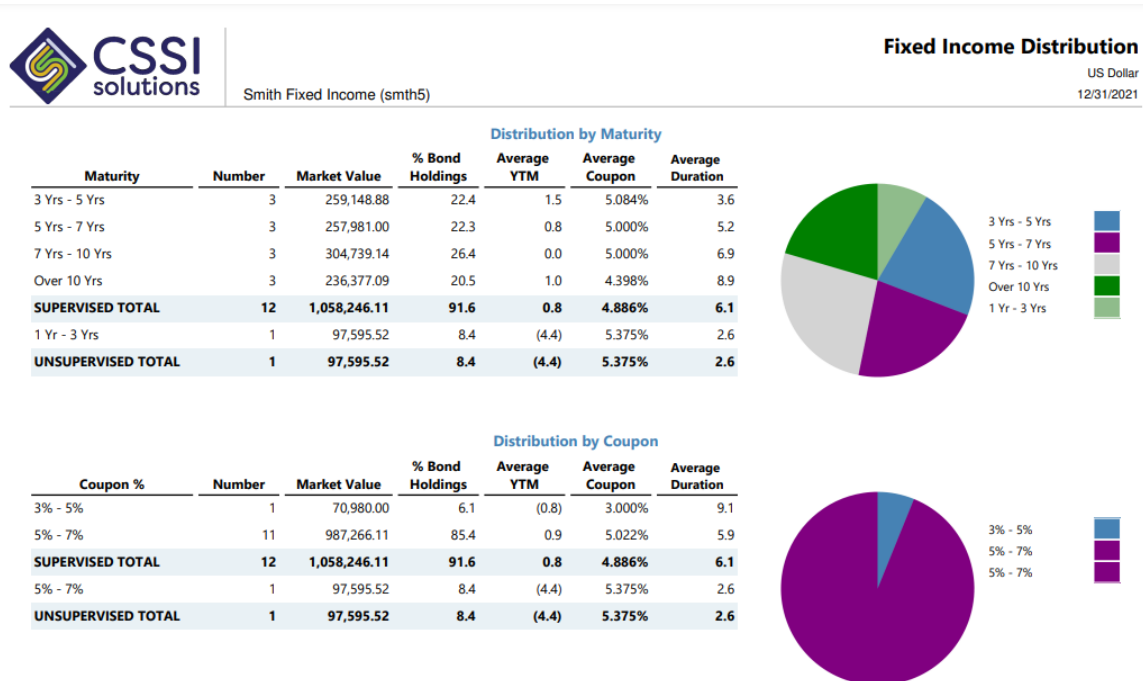 CSSI
solutions
Smith Fixed Income (smth5)
Fixed Income Distribution
US Dollar
12/31/2021
Distribution by Maturity
Maturity Number Market Value % Bond Holdings Average YTM Average Coupon Average Duration
3 Yrs - 5 Yrs 3 259,148.88 22.4 1.5 5.084% 3.6
5 Yrs - 7 Yrs 3 257,981.00 22.3 0.8 5.000% 5.2
7 Yrs - 10 Yrs 3 304,739.14 26.4 0.0 5.000% 6.9
Over 10 Yrs 3 236,377.09 20.5 1.0 4.398% 8.9
SUPERVISED TOTAL 12 1,058,246.11 91.6 0.8 4.886% 6.1
1 Yr - 3 Yrs 1 97,595.52 8.4 (4.4) 5.375% 2.6
UNSUPERVISED TOTAL 1 97,595.52 8.4 (4.4) 5.375% 2.6
3 Yrs - 5 Yrs
5 Yrs - 7 Yrs
7 Yrs - 10 Yrs
Over 10 Yrs
1 Yr - 3 Yrs
Distribution by Coupon
Coupon % Number Market Value % Bond Holdings Average YTM Average Coupon Average Duration
3% - 5% 1 70,980.00 6.1 (0.8) 3.000% 9.1
5% - 7% 11 987,266.11 85.4 0.9 5.022% 5.9
SUPERVISED TOTAL 12 1,058,246.11 91.6 0.8 4.886% 6.1
5% - 7% 1 97,595.52 8.4 (4.4) 5.375% 2.6
UNSUPERVISED TOTAL 1 97,595.52 8.4 (4.4) 5.375% 2.6
3% - 5%
5% - 7%
5% - 7%